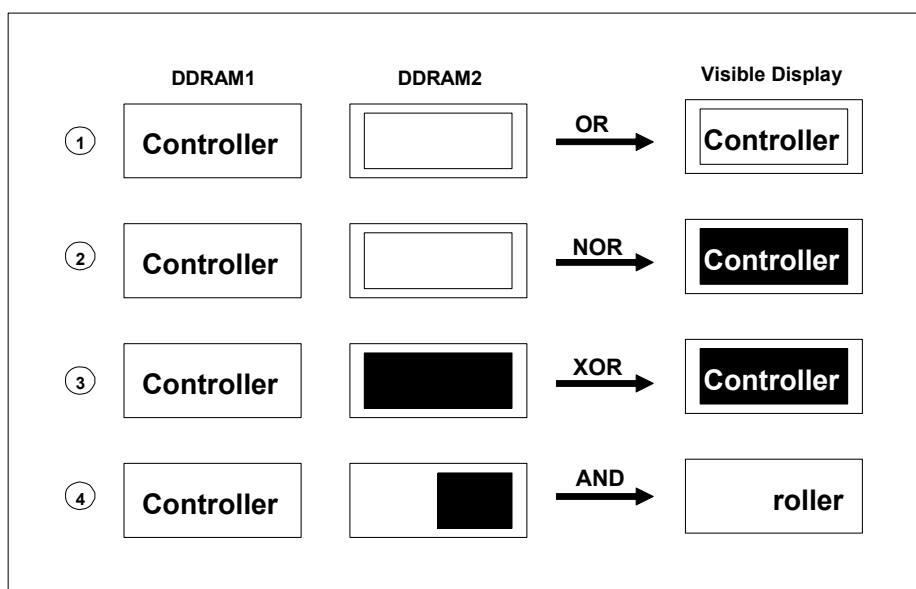 DDRAM1 DDRAM2 Visible Display
1 Controller OR Controller
2 Controller NOR Controller
3 Controller XOR Controller
4 Controller AND roller